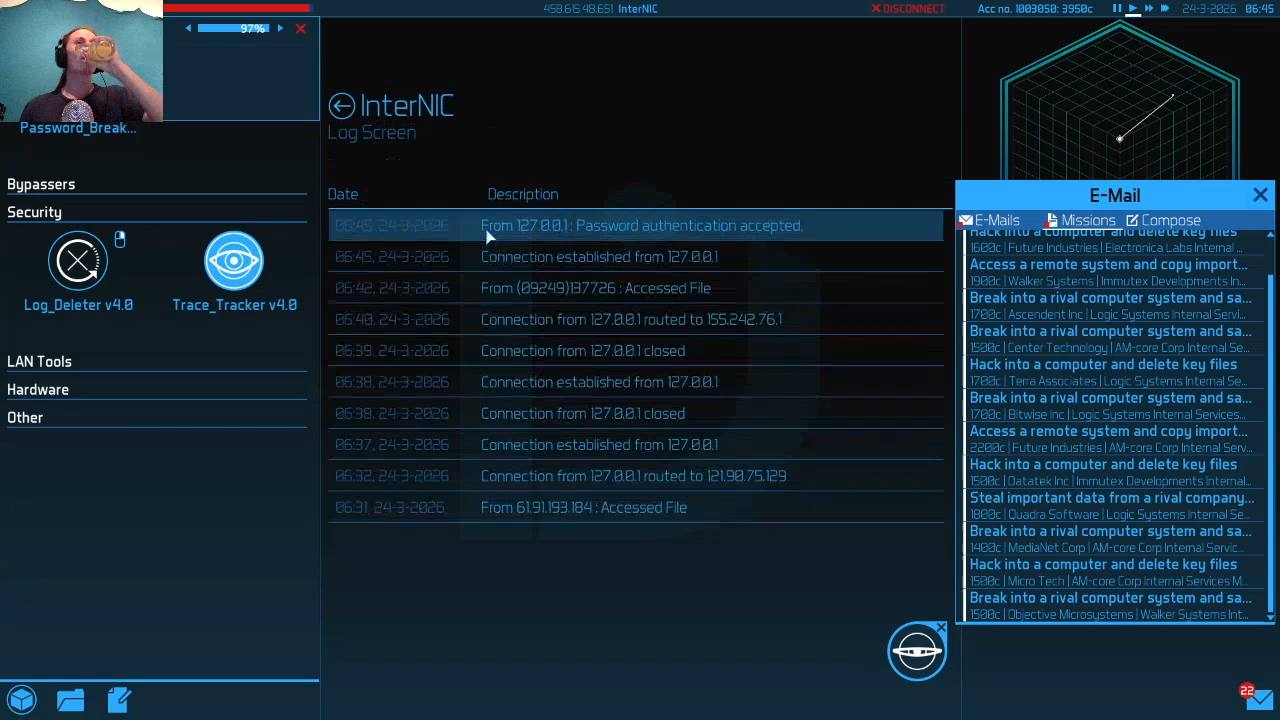 458.615.48.651 InterNIC
DISCONNECT
Acc no. 1003050: 3950c
24-3-2026 06:45
97%
Password_Break...
Bypassers
Security
Log_Deleter v4.0
Trace_Tracker v4.0
LAN Tools
Hardware
Other
InterNIC
Log Screen
Date Description
06:45, 24-3-2026 From 127.0.0.1 : Password authentication accepted.
06:45, 24-3-2026 Connection established from 127.0.0.1
06:42, 24-3-2026 From (09249)137726 : Accessed File
06:40, 24-3-2026 Connection from 127.0.0.1 routed to 155.242.76.1
06:39, 24-3-2026 Connection from 127.0.0.1 closed
06:38, 24-3-2026 Connection established from 127.0.0.1
06:38, 24-3-2026 Connection from 127.0.0.1 closed
06:37, 24-3-2026 Connection established from 127.0.0.1
06:32, 24-3-2026 Connection from 127.0.0.1 routed to 121.90.75.129
06:31, 24-3-2026 From 61.91.193.184 : Accessed File
E-Mail
E-Mails Missions Compose
Hack into a computer and delete key files
1600c | Future Industries | Electronica Labs Internal ...
Access a remote system and copy import...
1900c | Walker Systems | Immutex Developments In...
Break into a rival computer system and sa...
1700c | Ascendent Inc | Logic Systems Internal Servi...
Break into a rival computer system and sa...
1500c | Center Technology | AM-core Corp Internal Se...
Hack into a computer and delete key files
1700c | Terra Associates | Logic Systems Internal Se...
Break into a rival computer system and sa...
1700c | Bitwise Inc | Logic Systems Internal Services...
Access a remote system and copy import...
2200c | Future Industries | AM-core Corp Internal Serv...
Hack into a computer and delete key files
1500c | Datatek Inc | Immutex Developments Internal...
Steal important data from a rival company...
1800c | Quadra Software | Logic Systems Internal Se...
Break into a rival computer system and sa...
1400c | MediaNet Corp | AM-core Corp Internal Servic...
Hack into a computer and delete key files
1500c | Micro Tech | AM-core Corp Internal Services M...
Break into a rival computer system and sa...
1500c | Objective Microsystems | Walker Systems Int...
22